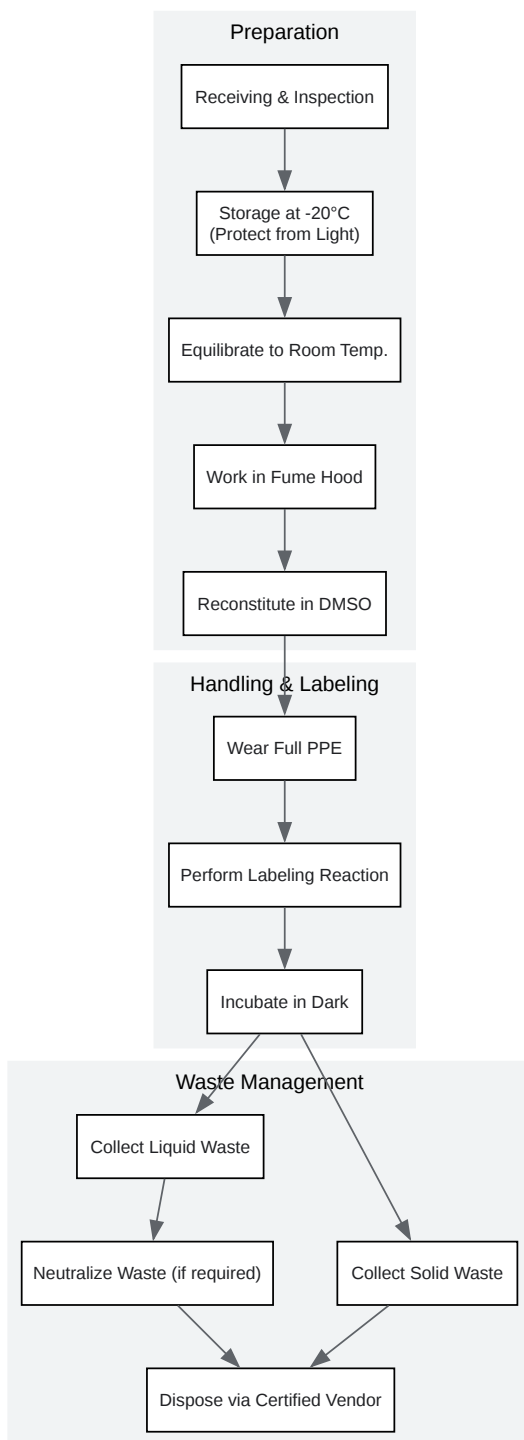 Preparation
Receiving & Inspection
Storage at -20°C
(Protect from Light)
Equilibrate to Room Temp.
Work in Fume Hood
Reconstitute in DMSO
Handling & Labeling
Wear Full PPE
Perform Labeling Reaction
Incubate in Dark
Waste Management
Collect Liquid Waste
Neutralize Waste (if required)
Collect Solid Waste
Dispose via Certified Vendor